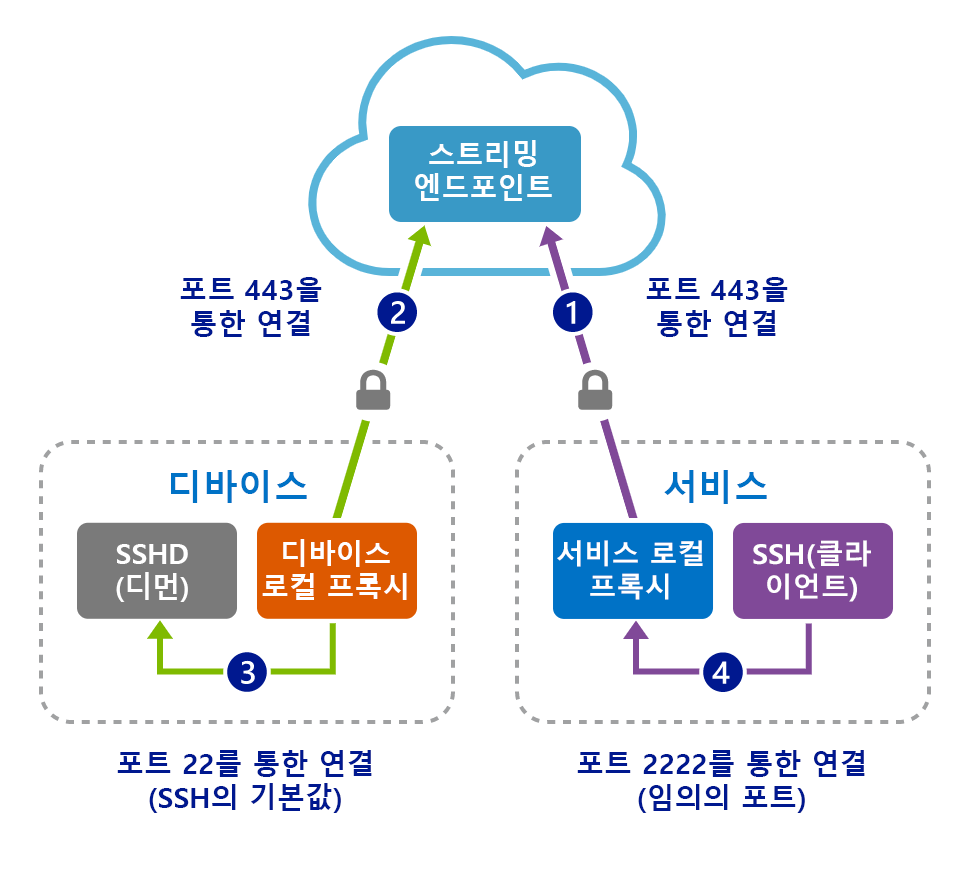 스트리밍
엔드포인트
포트 443을
통한 연결
2
1
포트 443을
통한 연결
디바이스
SSHD
(디먼)
디바이스
로컬 프록시
3
서비스
서비스 로컬
프록시
SSH(클라
이언트)
4
포트 22를 통한 연결
(SSH의 기본값)
포트 2222를 통한 연결
(임의의 포트)